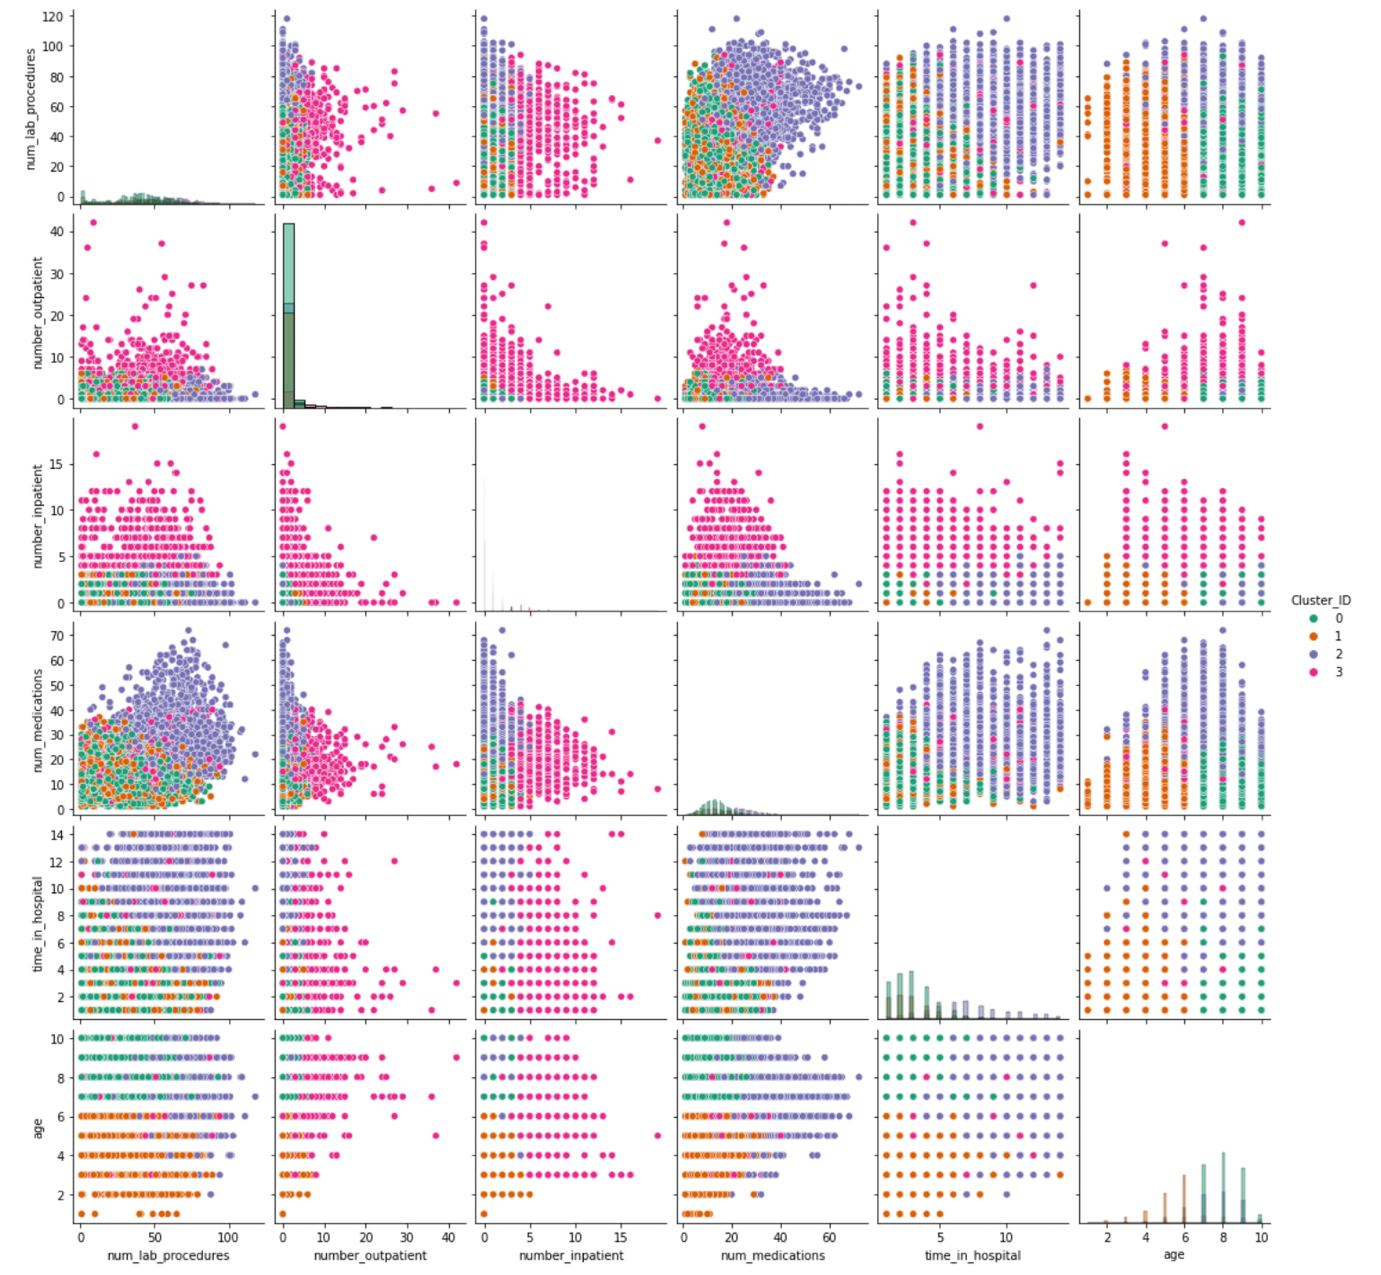 120
100
80
60
40
20
0
num_lab_procedures
40
30
20
10
0
number_outpatient
15
10
5
0
number_inpatient
70
60
50
40
30
20
10
0
num_medications
14
12
10
8
6
4
2
time_in_hospital
10
8
6
4
2
age
0 50 100
num_lab_procedures
0 10 20 30 40
number_outpatient
0 5 10 15
number_inpatient
0 20 40 60
num_medications
5 10
time_in_hospital
2 4 6 8 10
age
Cluster_ID
0
1
2
3